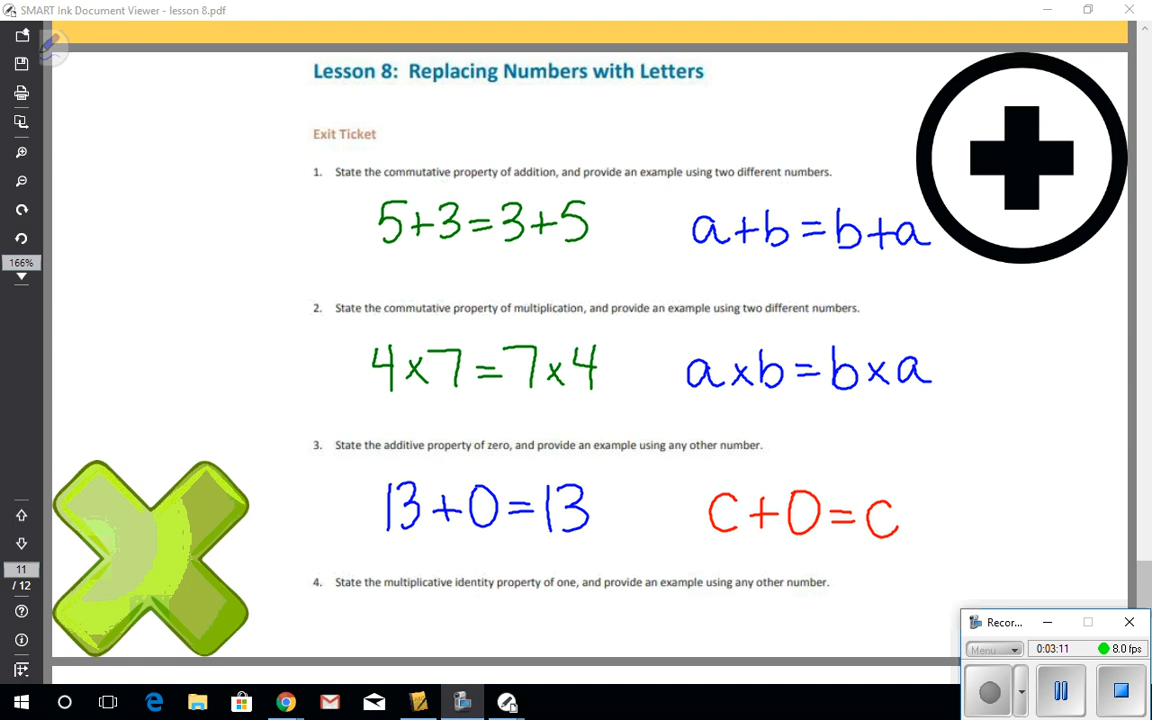 SMART Ink Document Viewer - lesson 8.pdf
Lesson 8: Replacing Numbers with Letters
Exit Ticket
1. State the commutative property of addition, and provide an example using two different numbers.
5+3=3+5 a+b=b+a
166%
2. State the commutative property of multiplication, and provide an example using two different numbers.
4×7=7×4 a×b=b×a
3. State the additive property of zero, and provide an example using any other number.
13+0=13 c+0=c
11
/ 12
4. State the multiplicative identity property of one, and provide an example using any other number.
Recor...
Menu 0:03:11 8.0 fps